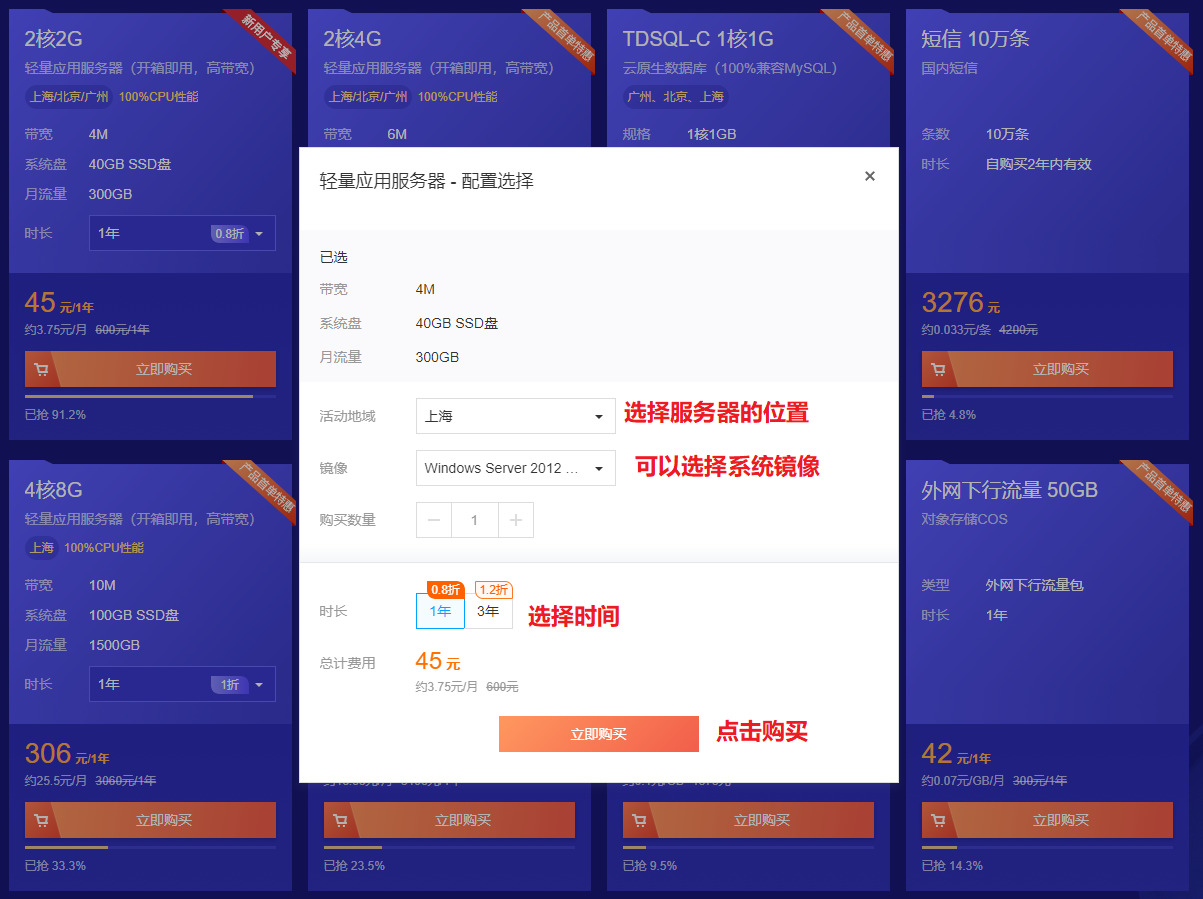 2核2G
新用户专享
轻量应用服务器（开箱即用，高带宽）
上海/北京/广州 100%CPU性能
带宽 4M
系统盘 40GB SSD盘
月流量 300GB
时长 1年 0.8折
45 元/1年
约3.75元/月 600元/1年
立即购买
已抢 91.2%
2核4G
产品首单特惠
轻量应用服务器（开箱即用，高带宽）
上海/北京/广州 100%CPU性能
带宽 6M
TDSQL-C 1核1G
产品首单特惠
云原生数据库（100%兼容MySQL）
广州、北京、上海
规格 1核1GB
短信 10万条
产品首单特惠
国内短信
条数 10万条
时长 自购买2年内有效
3276 元
约0.033元/条 4200元
立即购买
已抢 4.8%
轻量应用服务器 - 配置选择 ×
已选
带宽 4M
系统盘 40GB SSD盘
月流量 300GB
活动地域 上海 选择服务器的位置
镜像 Windows Server 2012 ... 可以选择系统镜像
购买数量 1
0.8折 1.2折
时长 1年 3年 选择时间
总计费用 45 元
约3.75元/月 600元
立即购买 点击购买
4核8G
产品首单特惠
轻量应用服务器（开箱即用，高带宽）
上海 100%CPU性能
带宽 10M
系统盘 100GB SSD盘
月流量 1500GB
时长 1年 1折
306 元/1年
约25.5元/月 3060元/1年
立即购买
已抢 33.3%
立即购买
已抢 23.5%
立即购买
已抢 9.5%
外网下行流量 50GB
产品首单特惠
对象存储COS
类型 外网下行流量包
时长 1年
42 元/1年
约0.07元/GB/月 300元/1年
立即购买
已抢 14.3%